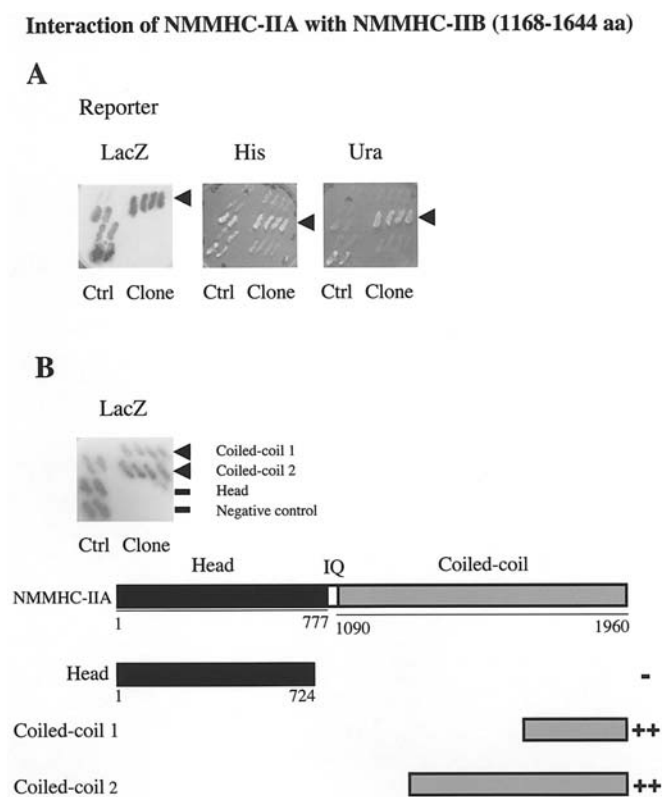 Interaction of NMMHC-IIA with NMMHC-IIB (1168-1644 aa)
A
Reporter
LacZ His Ura
Ctrl Clone Ctrl Clone Ctrl Clone
B
LacZ
Coiled-coil 1
Coiled-coil 2
Head
Negative control
Ctrl Clone
Head IQ Coiled-coil
NMMHC-IIA
1 777 1090 1960
Head -
1 724
Coiled-coil 1 ++
Coiled-coil 2 ++